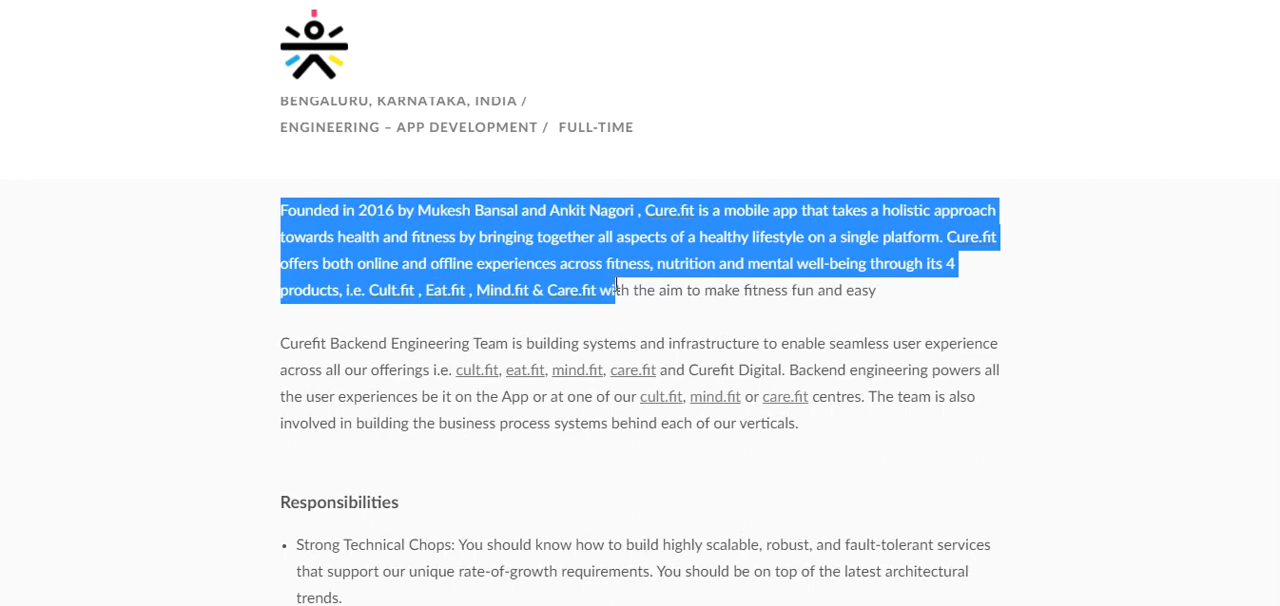 BENGALURU, KARNATAKA, INDIA /
ENGINEERING – APP DEVELOPMENT / FULL-TIME
Founded in 2016 by Mukesh Bansal and Ankit Nagori , Cure.fit is a mobile app that takes a holistic approach
towards health and fitness by bringing together all aspects of a healthy lifestyle on a single platform. Cure.fit
offers both online and offline experiences across fitness, nutrition and mental well-being through its 4
products, i.e. Cult.fit , Eat.fit , Mind.fit & Care.fit with the aim to make fitness fun and easy
Curefit Backend Engineering Team is building systems and infrastructure to enable seamless user experience
across all our offerings i.e. cult.fit, eat.fit, mind.fit, care.fit and Curefit Digital. Backend engineering powers all
the user experiences be it on the App or at one of our cult.fit, mind.fit or care.fit centres. The team is also
involved in building the business process systems behind each of our verticals.
Responsibilities
• Strong Technical Chops: You should know how to build highly scalable, robust, and fault-tolerant services
that support our unique rate-of-growth requirements. You should be on top of the latest architectural
trends.